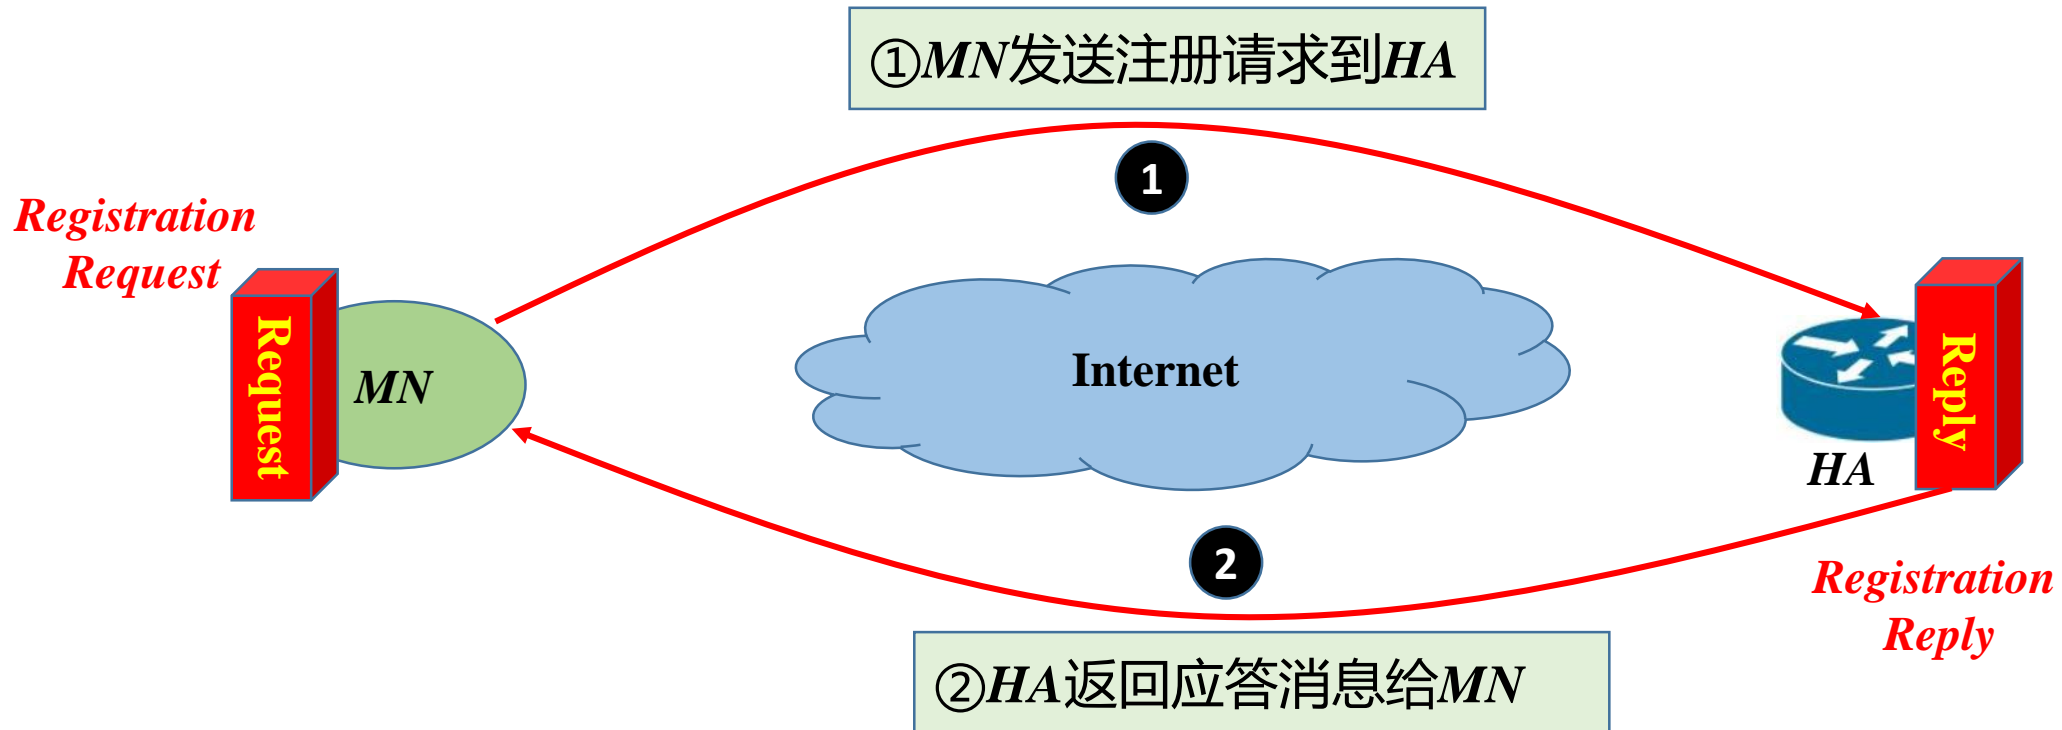 ①MN发送注册请求到HA
1
Registration
Request
Request
MN
Internet
Reply
HA
2
Registration
Reply
②HA返回应答消息给MN